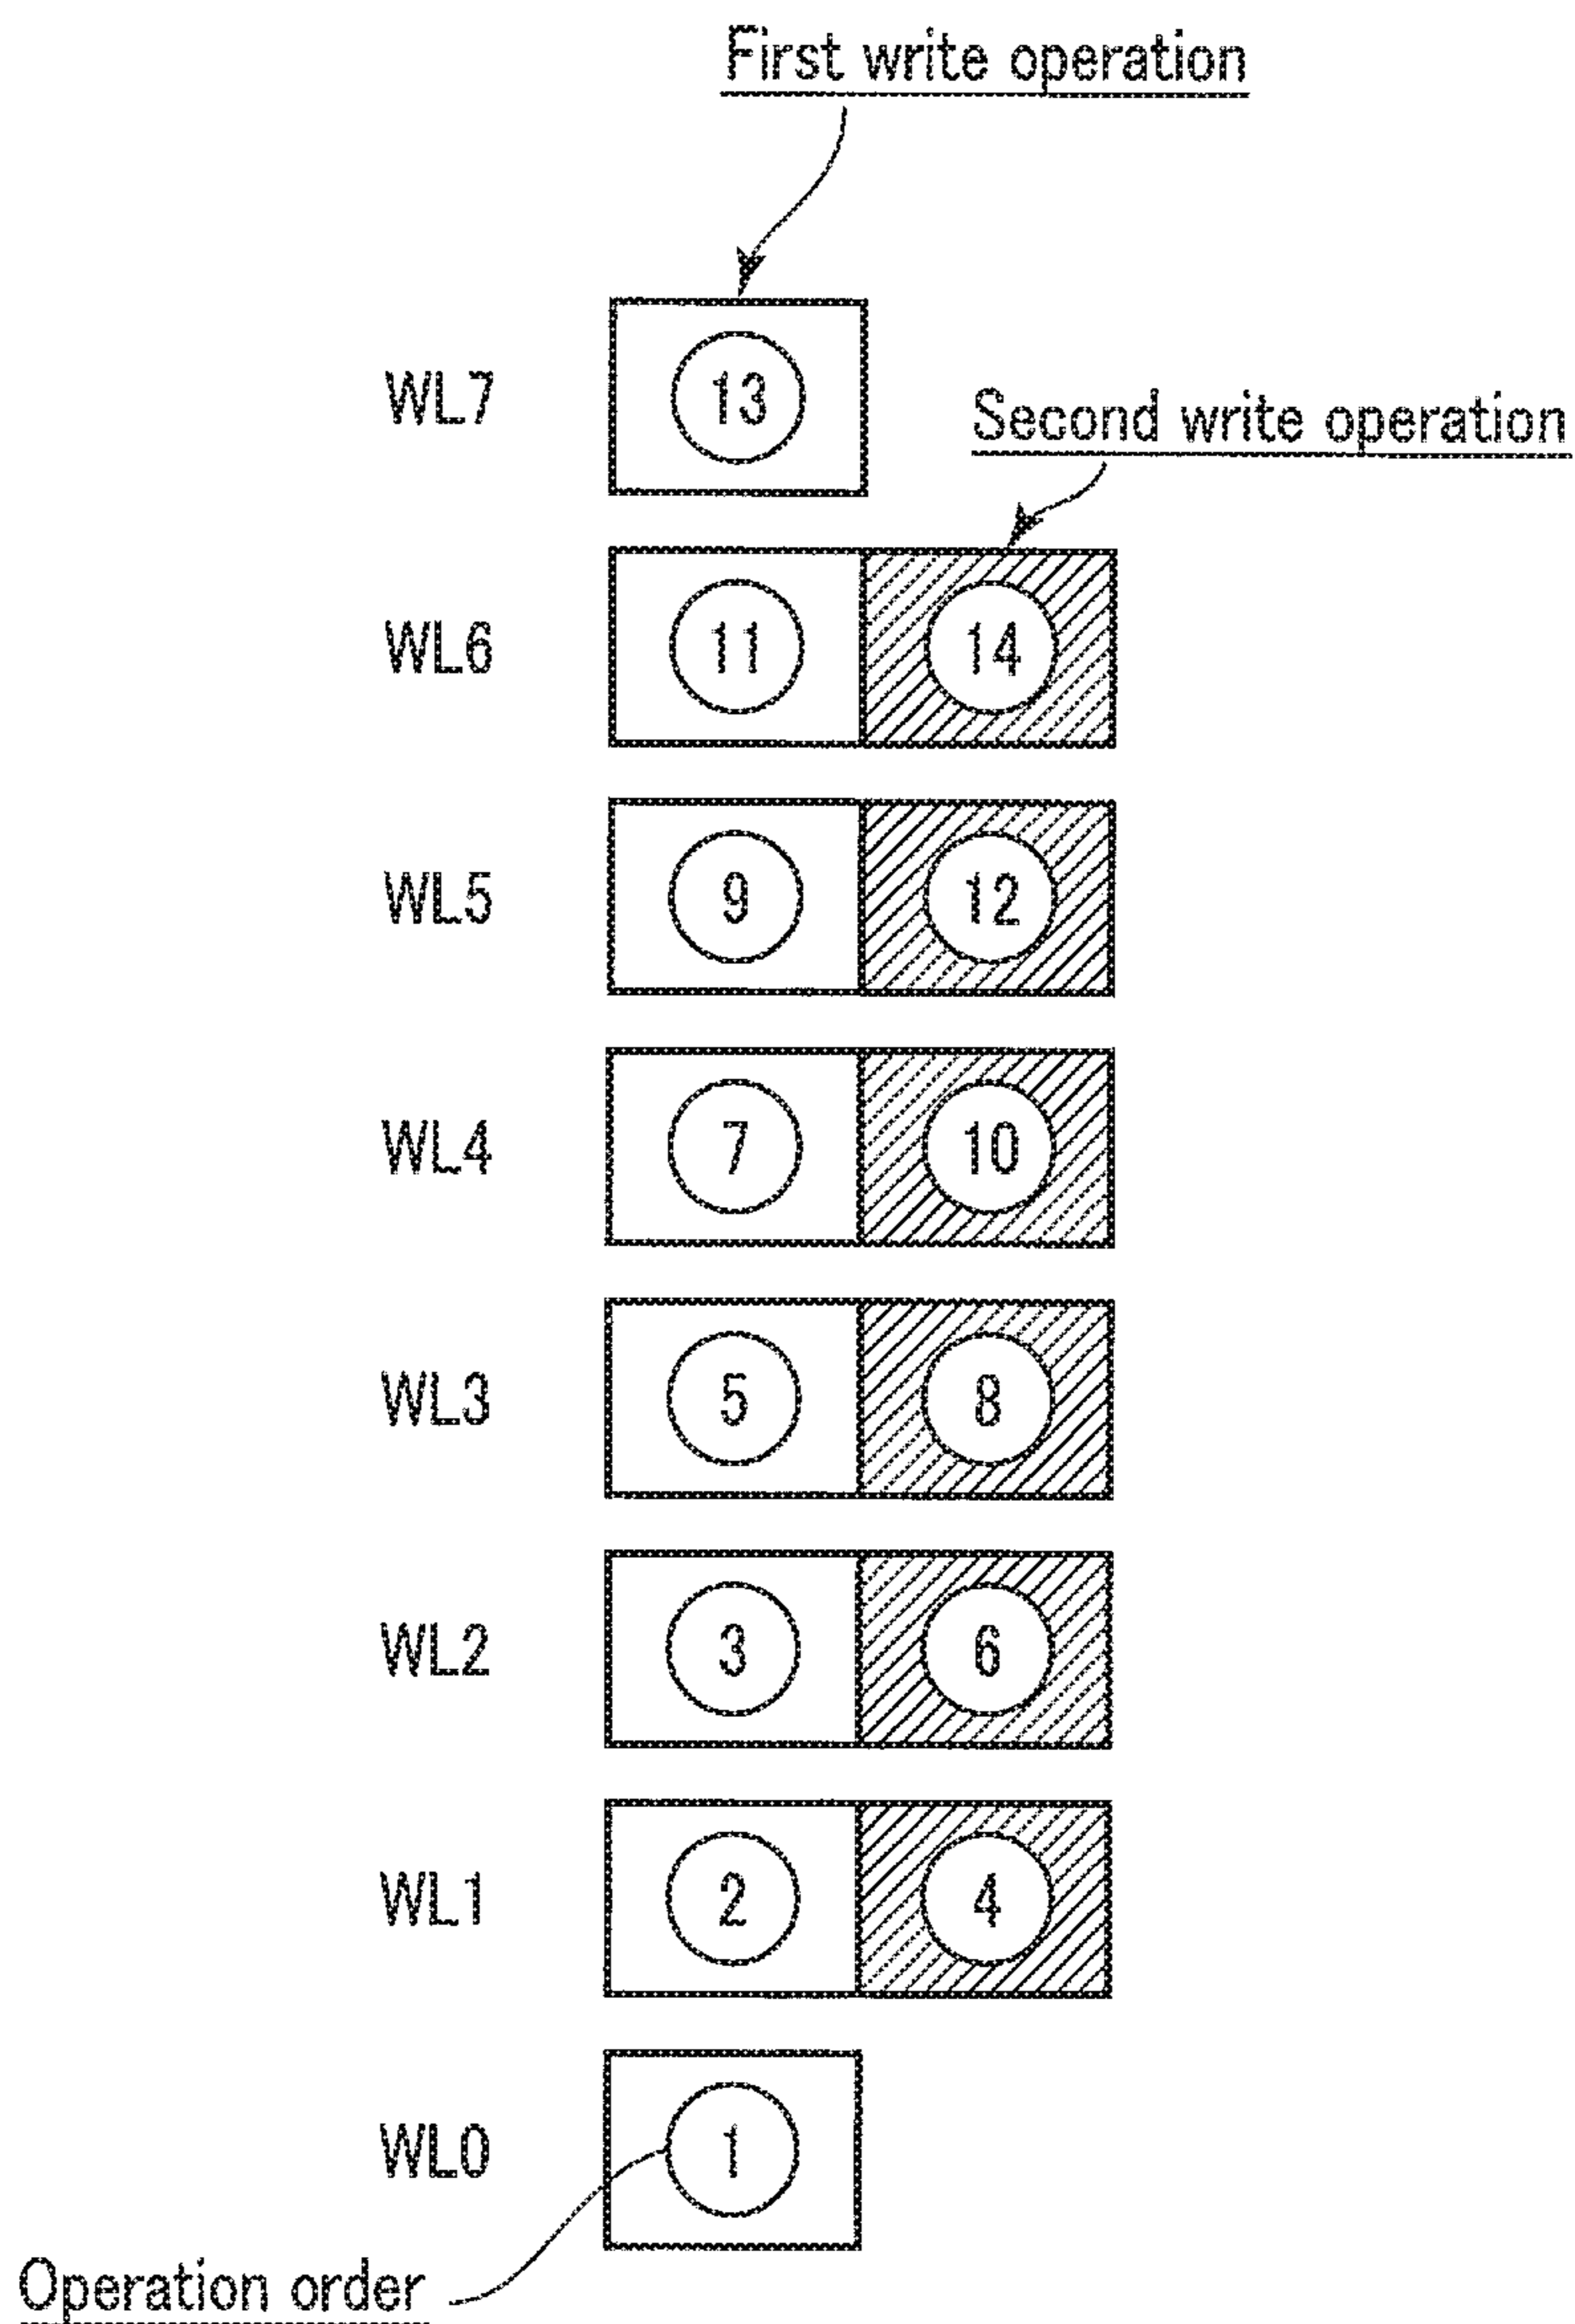 First write operation
WL7 13
Second write operation
WL6 11 14
WL5 9 12
WL4 7 10
WL3 5 8
WL2 3 6
WL1 2 4
WL0 1
Operation order